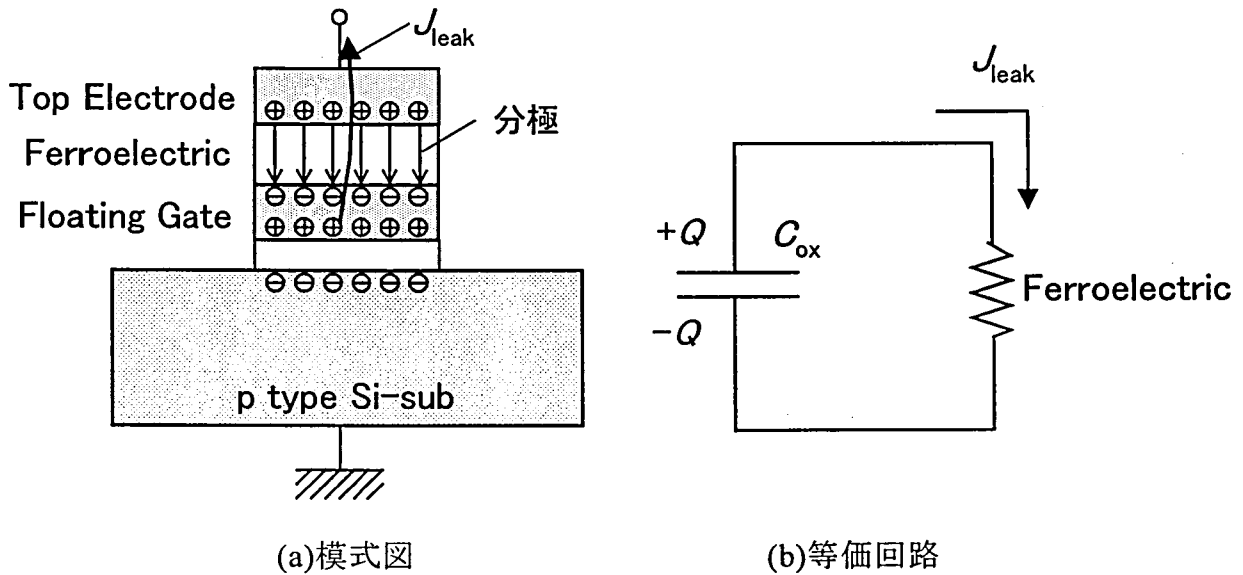 J_leak
Top Electrode
分極
Ferroelectric
Floating Gate
p type Si-sub
(a)模式図
J_leak
+Q C_ox
Ferroelectric
−Q
(b)等価回路